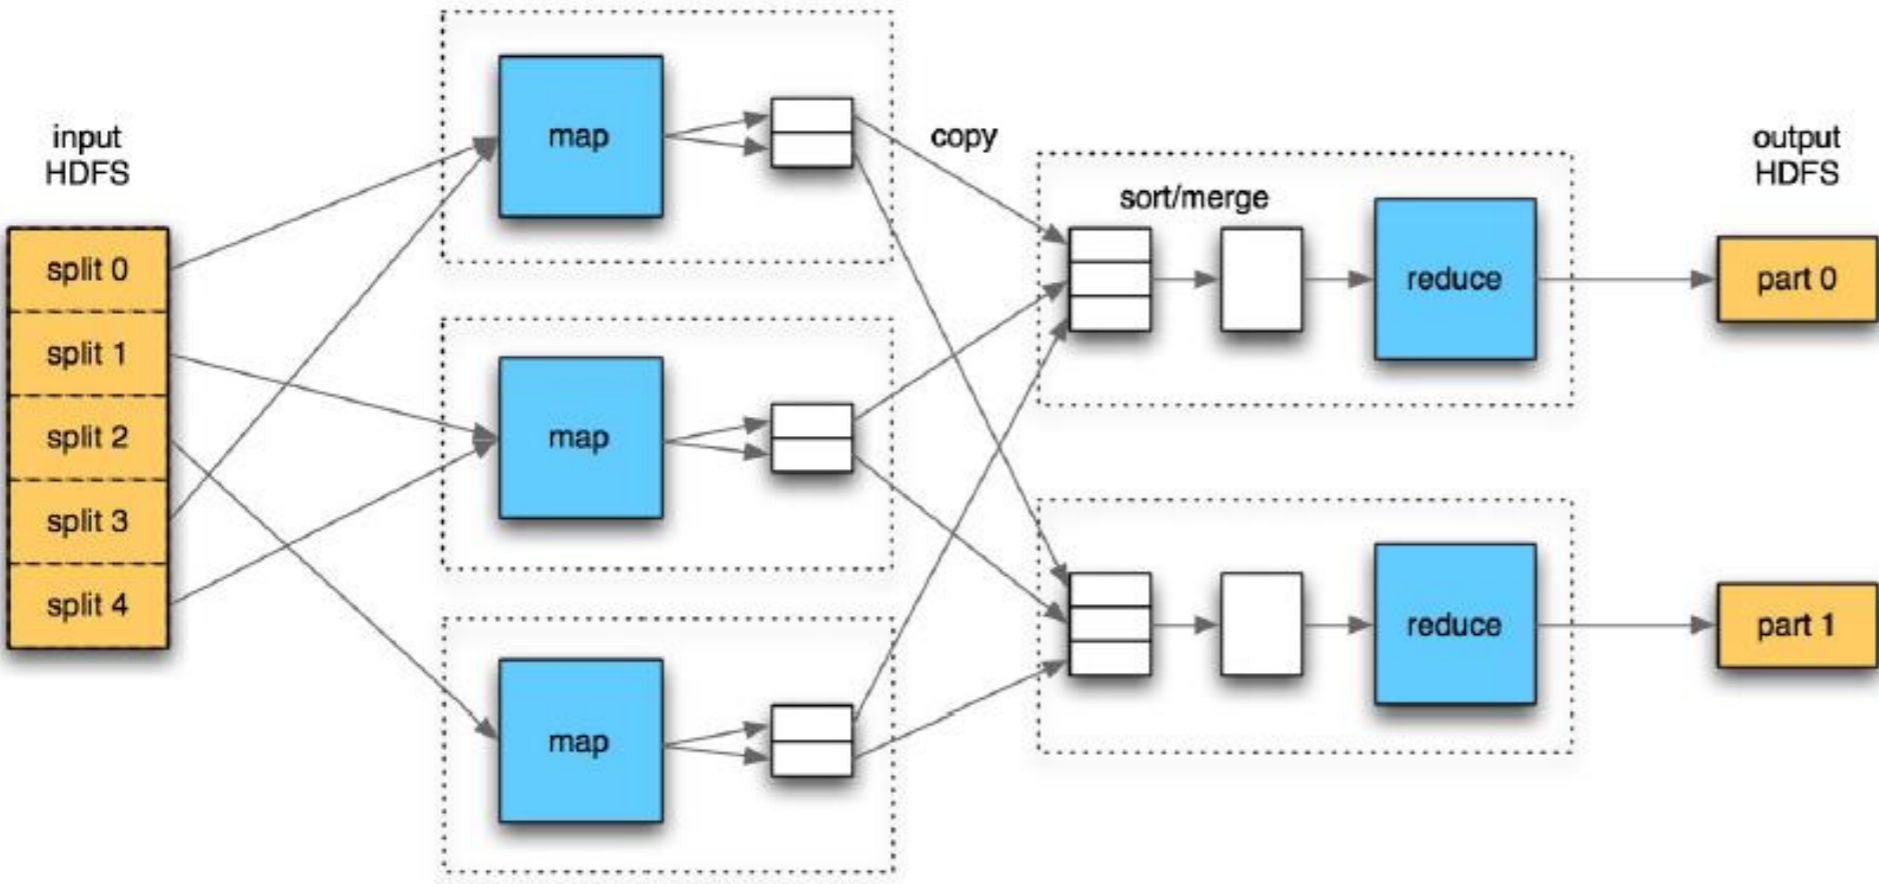 input
HDFS
split 0
split 1
split 2
split 3
split 4
map
map
map
copy
sort/merge
reduce
reduce
output
HDFS
part 0
part 1